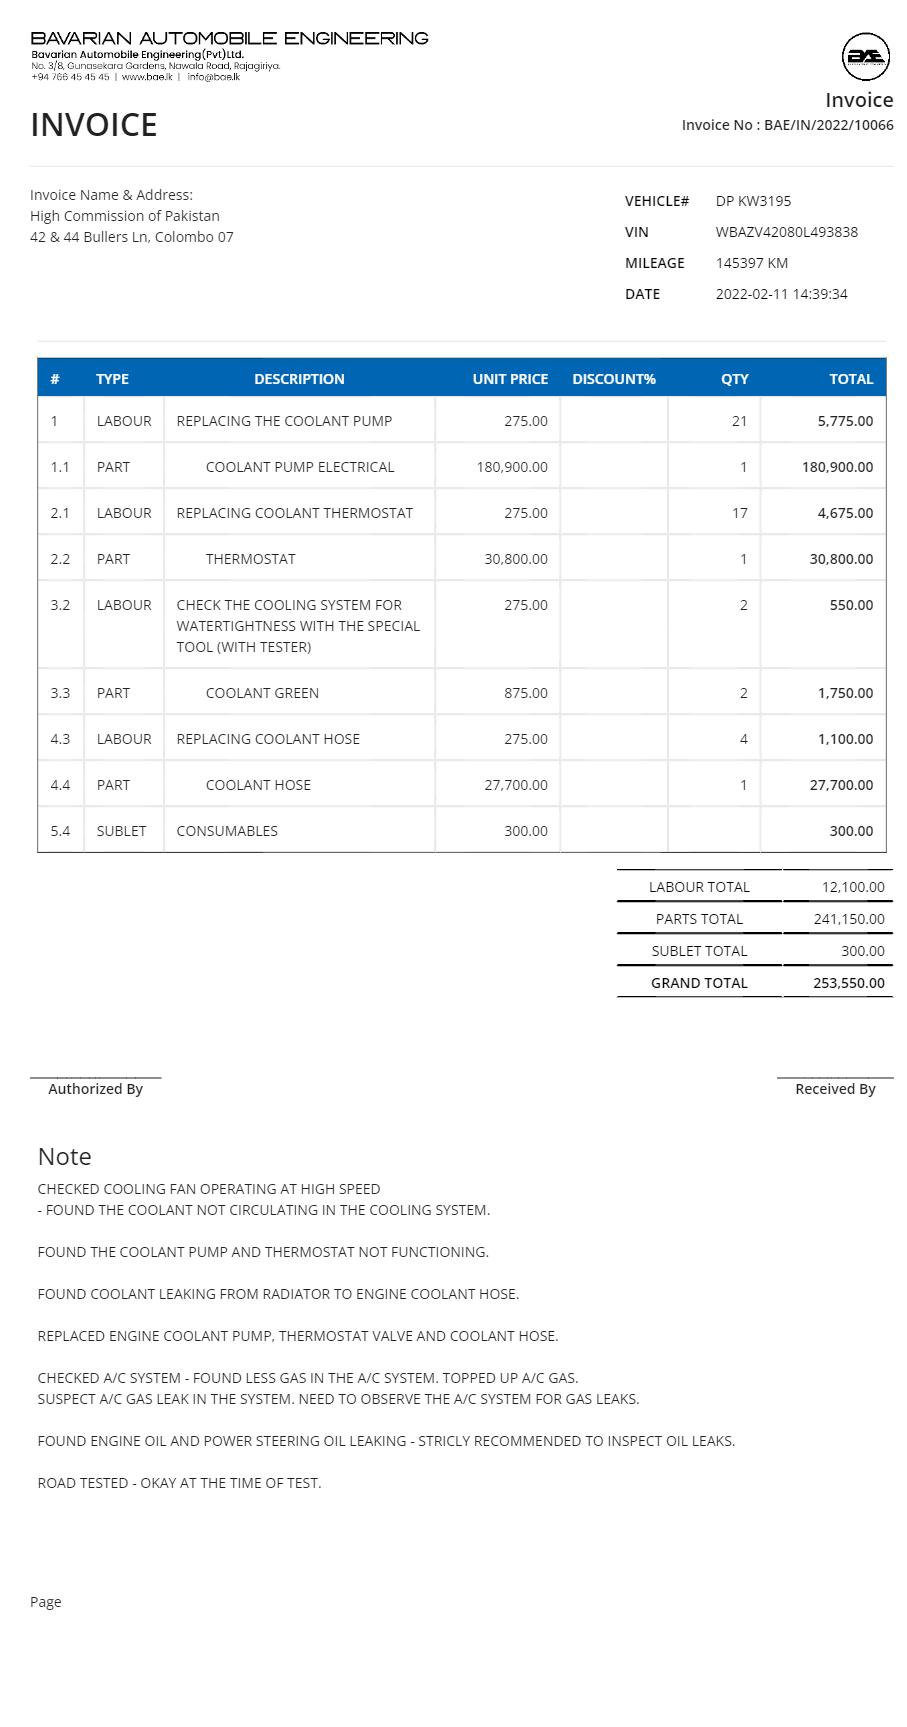 BAVARIAN AUTOMOBILE ENGINEERING
Bavarian Automobile Engineering(Pvt)Ltd.
No. 3/8, Gunasekara Gardens, Nawala Road, Rajagiriya.
+94 766 45 45 45 | www.bae.lk | info@bae.lk
BAE
Invoice
INVOICE
Invoice No : BAE/IN/2022/10066
Invoice Name & Address:
High Commission of Pakistan
42 & 44 Bullers Ln, Colombo 07
VEHICLE# DP KW3195
VIN WBAZV42080L493838
MILEAGE 145397 KM
DATE 2022-02-11 14:39:34
# TYPE DESCRIPTION UNIT PRICE DISCOUNT% QTY TOTAL
1 LABOUR REPLACING THE COOLANT PUMP 275.00 21 5,775.00
1.1 PART COOLANT PUMP ELECTRICAL 180,900.00 1 180,900.00
2.1 LABOUR REPLACING COOLANT THERMOSTAT 275.00 17 4,675.00
2.2 PART THERMOSTAT 30,800.00 1 30,800.00
3.2 LABOUR CHECK THE COOLING SYSTEM FOR 275.00 2 550.00
WATERTIGHTNESS WITH THE SPECIAL
TOOL (WITH TESTER)
3.3 PART COOLANT GREEN 875.00 2 1,750.00
4.3 LABOUR REPLACING COOLANT HOSE 275.00 4 1,100.00
4.4 PART COOLANT HOSE 27,700.00 1 27,700.00
5.4 SUBLET CONSUMABLES 300.00 300.00
LABOUR TOTAL 12,100.00
PARTS TOTAL 241,150.00
SUBLET TOTAL 300.00
GRAND TOTAL 253,550.00
Authorized By Received By
Note
CHECKED COOLING FAN OPERATING AT HIGH SPEED
- FOUND THE COOLANT NOT CIRCULATING IN THE COOLING SYSTEM.
FOUND THE COOLANT PUMP AND THERMOSTAT NOT FUNCTIONING.
FOUND COOLANT LEAKING FROM RADIATOR TO ENGINE COOLANT HOSE.
REPLACED ENGINE COOLANT PUMP, THERMOSTAT VALVE AND COOLANT HOSE.
CHECKED A/C SYSTEM - FOUND LESS GAS IN THE A/C SYSTEM. TOPPED UP A/C GAS.
SUSPECT A/C GAS LEAK IN THE SYSTEM. NEED TO OBSERVE THE A/C SYSTEM FOR GAS LEAKS.
FOUND ENGINE OIL AND POWER STEERING OIL LEAKING - STRICLY RECOMMENDED TO INSPECT OIL LEAKS.
ROAD TESTED - OKAY AT THE TIME OF TEST.
Page